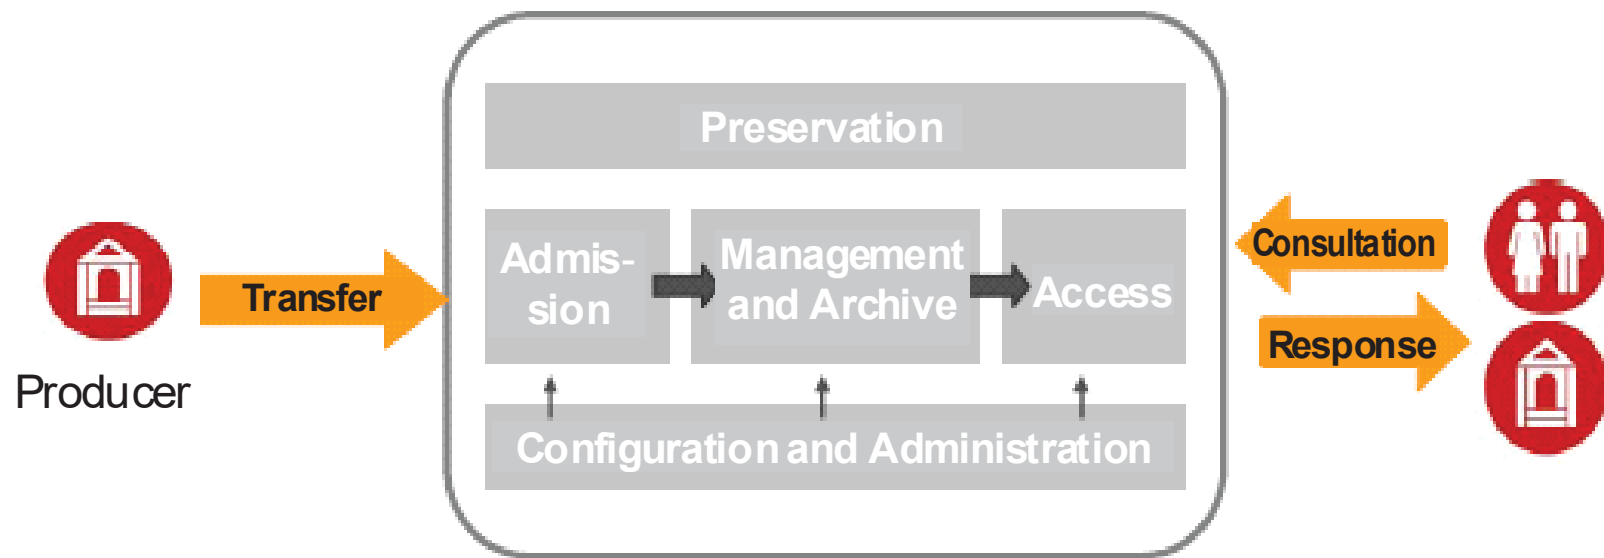 Preservation
Admis-
sion
Management
and Archive
Access
Consultation
Transfer
Response
Producer
Configuration and Administration